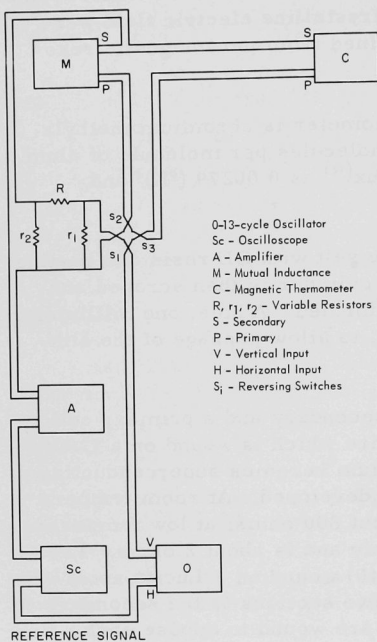 S
M
P
S
C
P
R
r₂
r₁
s₂
s₃
s₁
0-13-cycle Oscillator
Sc - Oscilloscope
A - Amplifier
M - Mutual Inductance
C - Magnetic Thermometer
R, r₁, r₂ - Variable Resistors
S - Secondary
P - Primary
V - Vertical Input
H - Horizontal Input
Sᵢ - Reversing Switches
A
Sc
V
O
H
REFERENCE SIGNAL